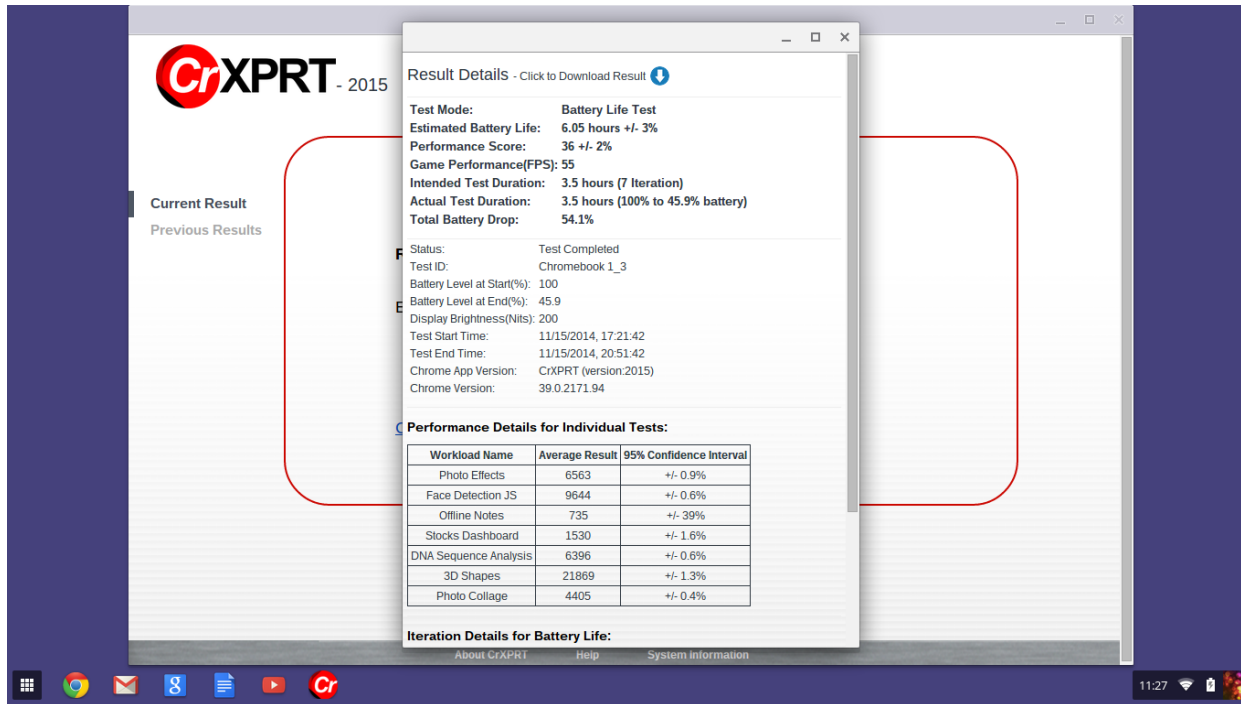 CrXPRT - 2015
Current Result
Previous Results
Result Details - Click to Download Result
Test Mode: Battery Life Test
Estimated Battery Life: 6.05 hours +/- 3%
Performance Score: 36 +/- 2%
Game Performance(FPS): 55
Intended Test Duration: 3.5 hours (7 Iteration)
Actual Test Duration: 3.5 hours (100% to 45.9% battery)
Total Battery Drop: 54.1%
Status: Test Completed
Test ID: Chromebook 1_3
Battery Level at Start(%): 100
Battery Level at End(%): 45.9
Display Brightness(Nits): 200
Test Start Time: 11/15/2014, 17:21:42
Test End Time: 11/15/2014, 20:51:42
Chrome App Version: CrXPRT (version:2015)
Chrome Version: 39.0.2171.94
Performance Details for Individual Tests:
Workload Name Average Result 95% Confidence Interval
Photo Effects 6563 +/- 0.9%
Face Detection JS 9644 +/- 0.6%
Offline Notes 735 +/- 39%
Stocks Dashboard 1530 +/- 1.6%
DNA Sequence Analysis 6396 +/- 0.6%
3D Shapes 21869 +/- 1.3%
Photo Collage 4405 +/- 0.4%
Iteration Details for Battery Life:
About CrXPRT Help System Information
8 Cr 11:27